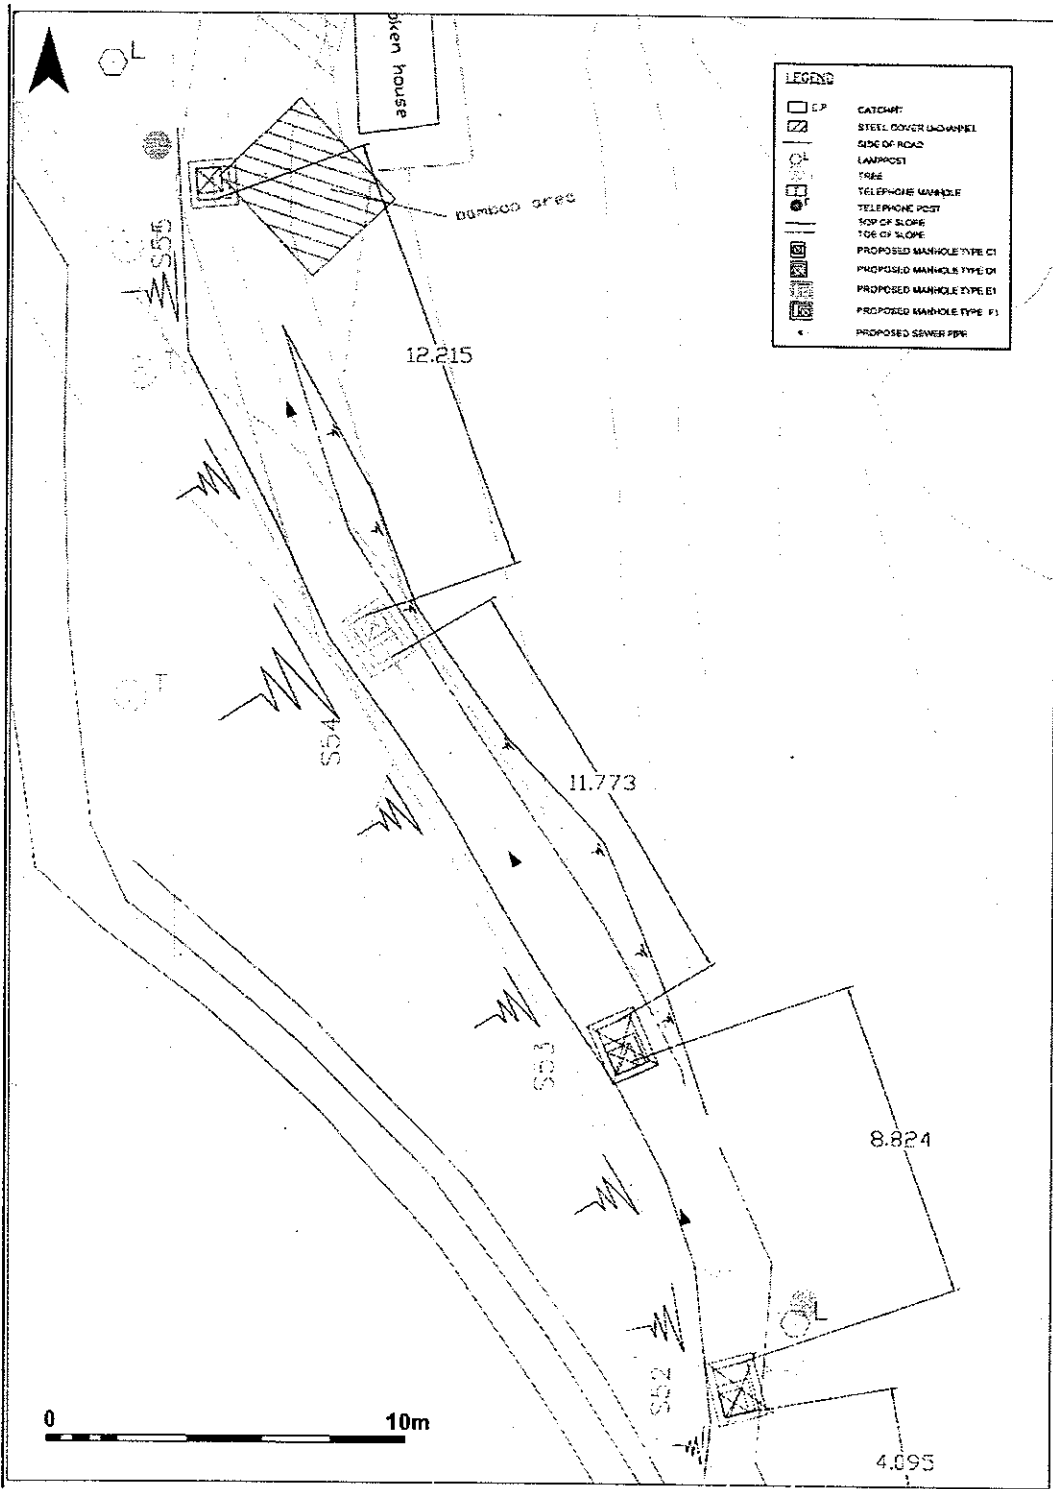 L
oken house
LEGEND
C.P CATCHPIT
STEEL COVER U-CHANNEL
SIDE OF ROAD
L LAMPPOST
TREE
T TELEPHONE MANHOLE
TELEPHONE POST
TOP OF SLOPE
TOE OF SLOPE
PROPOSED MANHOLE TYPE C1
PROPOSED MANHOLE TYPE D1
PROPOSED MANHOLE TYPE E1
PROPOSED MANHOLE TYPE F1
PROPOSED SEWER PIPE
bamboo area
S55
12.215
T
T
S54
11.773
S53
8.824
L
S52
0
10m
4.095